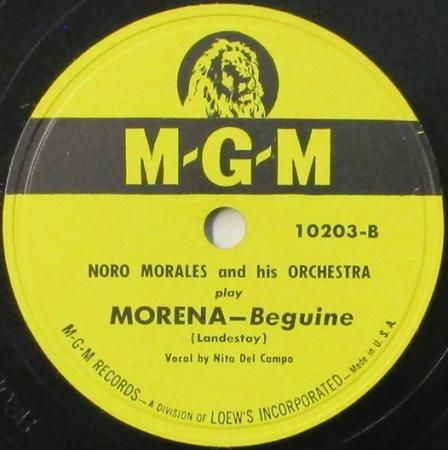 M-G-M
10203-B
NORO MORALES and his ORCHESTRA
play
MORENA—Beguine
(Landestoy)
Vocal by Nita Del Campo
M-G-M RECORDS—A DIVISION OF LOEW'S INCORPORATED—Made in U. S. A.